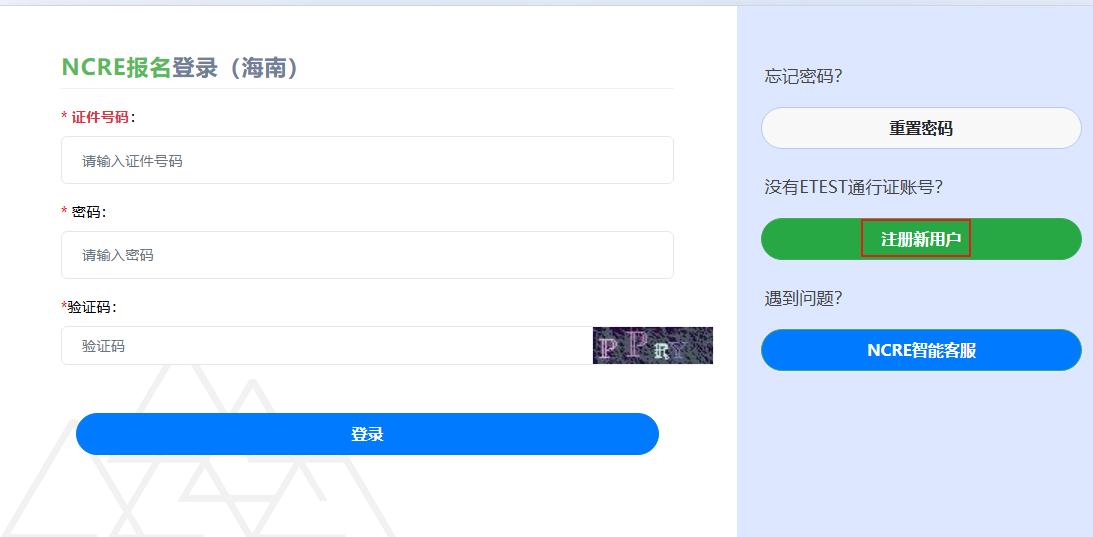 NCRE报名登录（海南）
* 证件号码：
请输入证件号码
* 密码：
请输入密码
*验证码：
验证码
PPRY
登录
忘记密码？
重置密码
没有ETEST通行证账号？
注册新用户
遇到问题？
NCRE智能客服